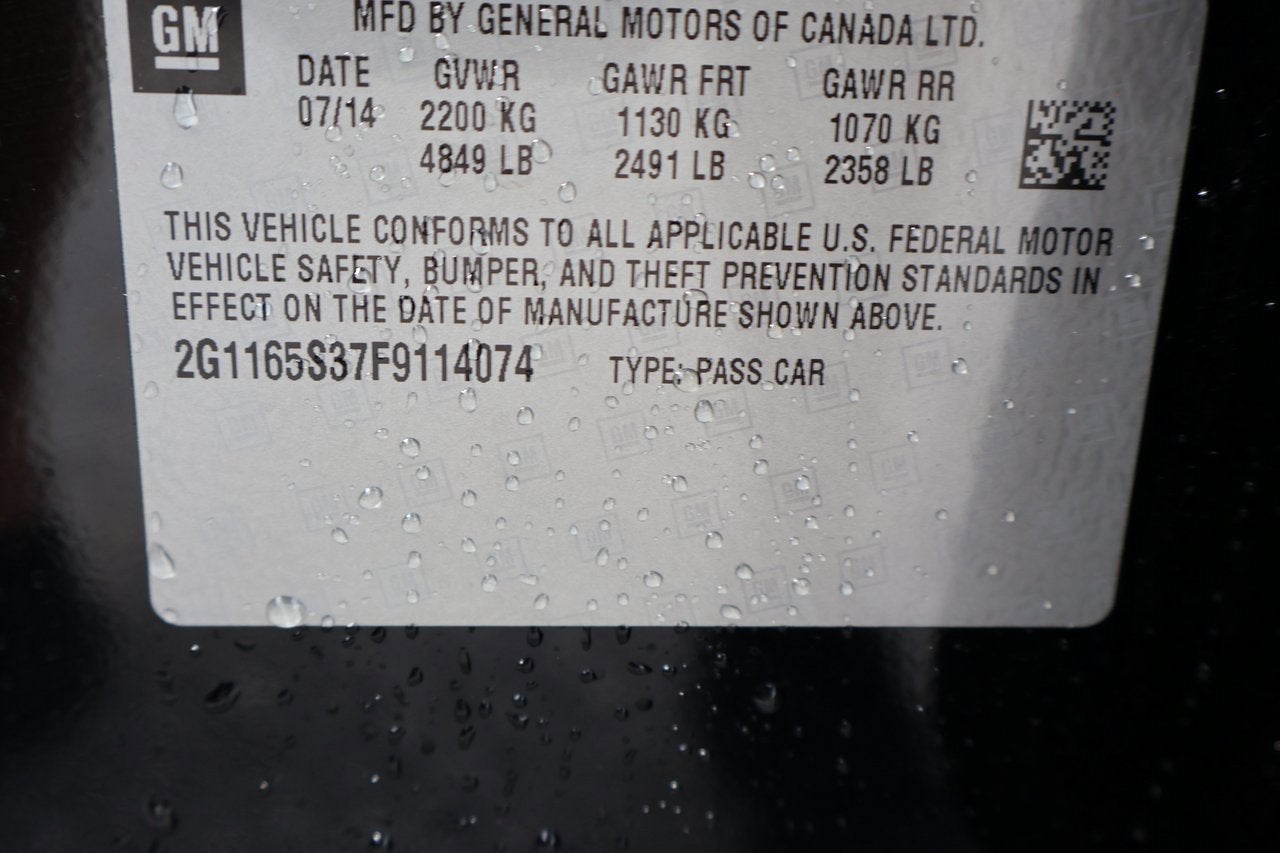 GM
MFD BY GENERAL MOTORS OF CANADA LTD.
DATE GVWR GAWR FRT GAWR RR
07/14 2200 KG 1130 KG 1070 KG
4849 LB 2491 LB 2358 LB
THIS VEHICLE CONFORMS TO ALL APPLICABLE U.S. FEDERAL MOTOR
VEHICLE SAFETY, BUMPER, AND THEFT PREVENTION STANDARDS IN
EFFECT ON THE DATE OF MANUFACTURE SHOWN ABOVE.
2G1165S37F9114074 TYPE: PASS CAR